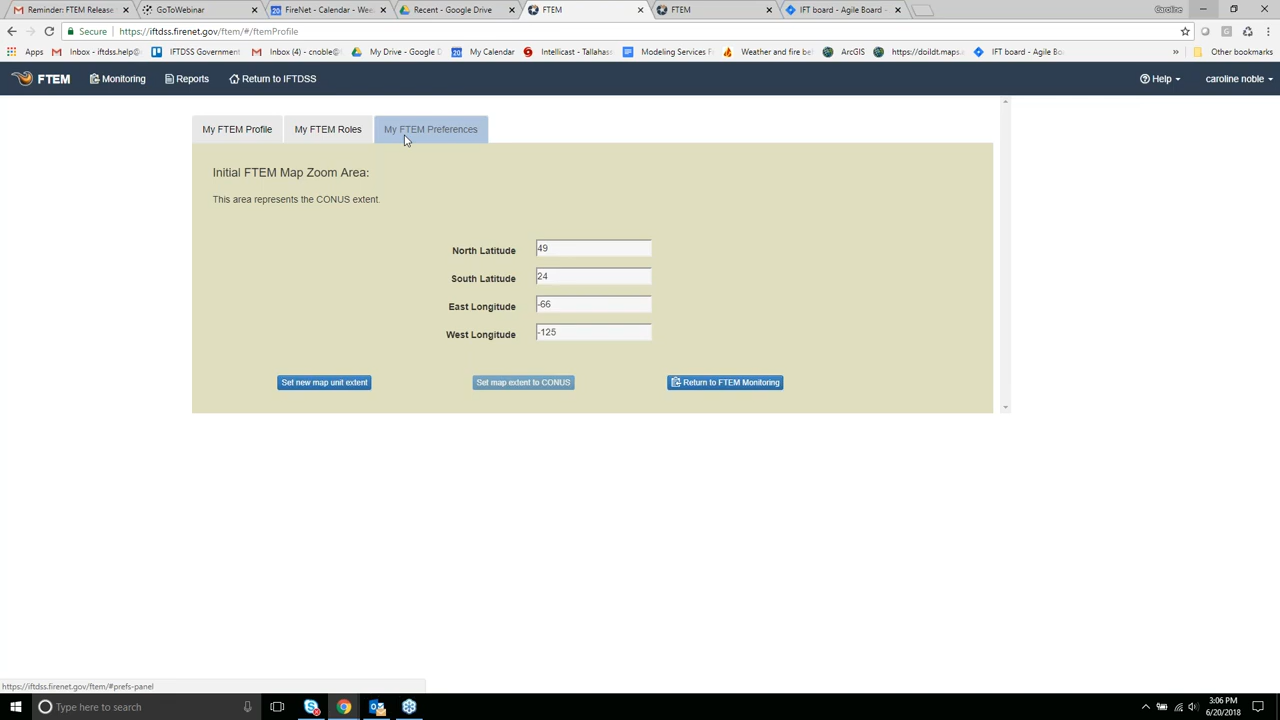 Reminder: FTEM Release
GoToWebinar
FireNet - Calendar - Wee
Recent - Google Drive
FTEM
FTEM
IFT board - Agile Board -
Caroline
Secure
https://iftdss.firenet.gov/ftem/#/ftemProfile
Apps
Inbox - iftdss.help@
IFTDSS Government
Inbox (4) - cnoble@
My Drive - Google D
My Calendar
Intellicast - Tallahass
Modeling Services F
Weather and fire be
ArcGIS
https://doildt.maps.a
IFT board - Agile Bo
»
Other bookmarks
FTEM
Monitoring
Reports
Return to IFTDSS
Help
caroline noble
My FTEM Profile
My FTEM Roles
My FTEM Preferences
Initial FTEM Map Zoom Area:
This area represents the CONUS extent.
North Latitude 49
South Latitude 24
East Longitude -66
West Longitude -125
Set new map unit extent
Set map extent to CONUS
Return to FTEM Monitoring
https://iftdss.firenet.gov/ftem/#prefs-panel
Type here to search
3:06 PM
6/20/2018